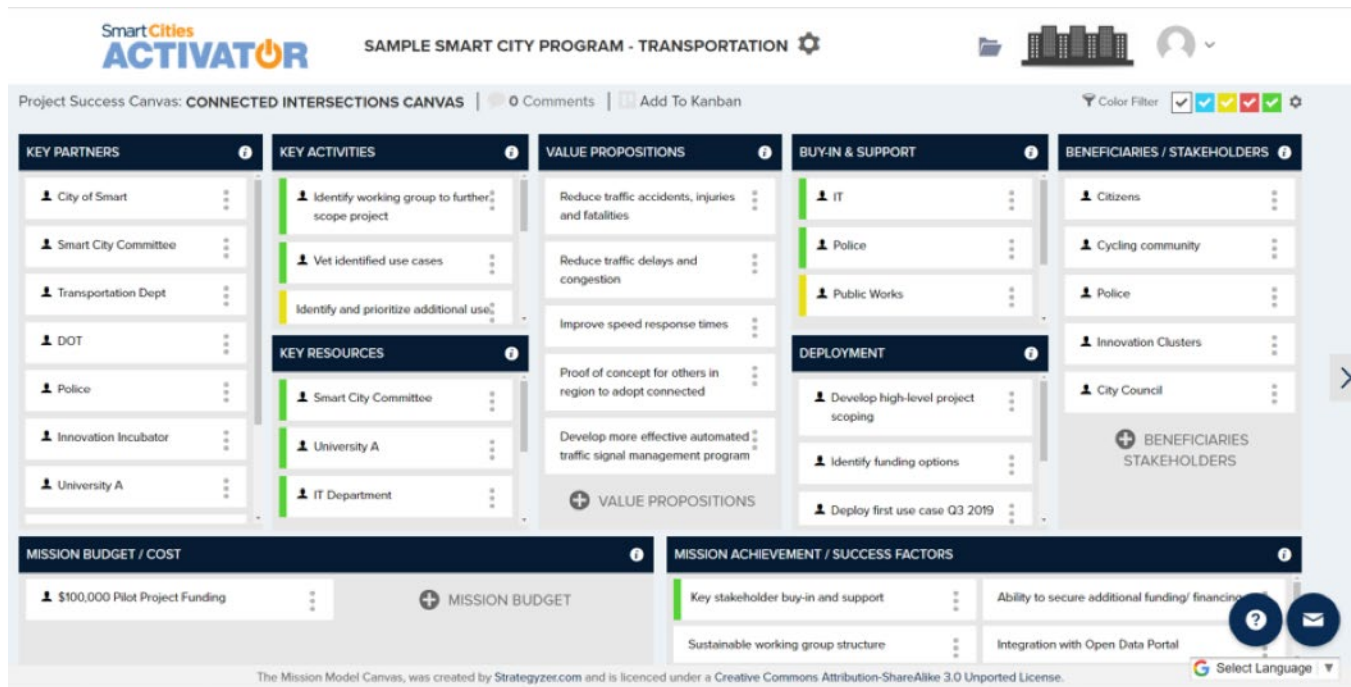 SmartCities
ACTIVATOR
SAMPLE SMART CITY PROGRAM - TRANSPORTATION
Project Success Canvas: CONNECTED INTERSECTIONS CANVAS | 0 Comments | Add To Kanban
Color Filter
KEY PARTNERS
City of Smart
Smart City Committee
Transportation Dept
DOT
Police
Innovation Incubator
University A
KEY ACTIVITIES
Identify working group to further
scope project
Vet identified use cases
Identify and prioritize additional use
KEY RESOURCES
Smart City Committee
University A
IT Department
VALUE PROPOSITIONS
Reduce traffic accidents, injuries
and fatalities
Reduce traffic delays and
congestion
Improve speed response times
Proof of concept for others in
region to adopt connected
Develop more effective automated
traffic signal management program
VALUE PROPOSITIONS
BUY-IN & SUPPORT
IT
Police
Public Works
DEPLOYMENT
Develop high-level project
scoping
Identify funding options
Deploy first use case Q3 2019
BENEFICIARIES / STAKEHOLDERS
Citizens
Cycling community
Police
Innovation Clusters
City Council
BENEFICIARIES
STAKEHOLDERS
MISSION BUDGET / COST
$100,000 Pilot Project Funding
MISSION BUDGET
MISSION ACHIEVEMENT / SUCCESS FACTORS
Key stakeholder buy-in and support
Ability to secure additional funding/ financing
Sustainable working group structure
Integration with Open Data Portal
The Mission Model Canvas, was created by Strategyzer.com and is licenced under a Creative Commons Attribution-ShareAlike 3.0 Unported License.
G Select Language